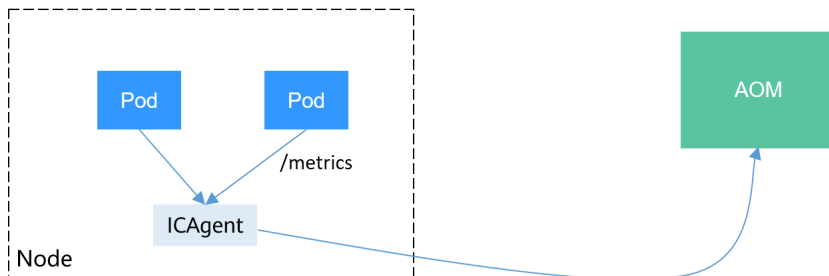 Pod
Pod
AOM
/metrics
ICAgent
Node